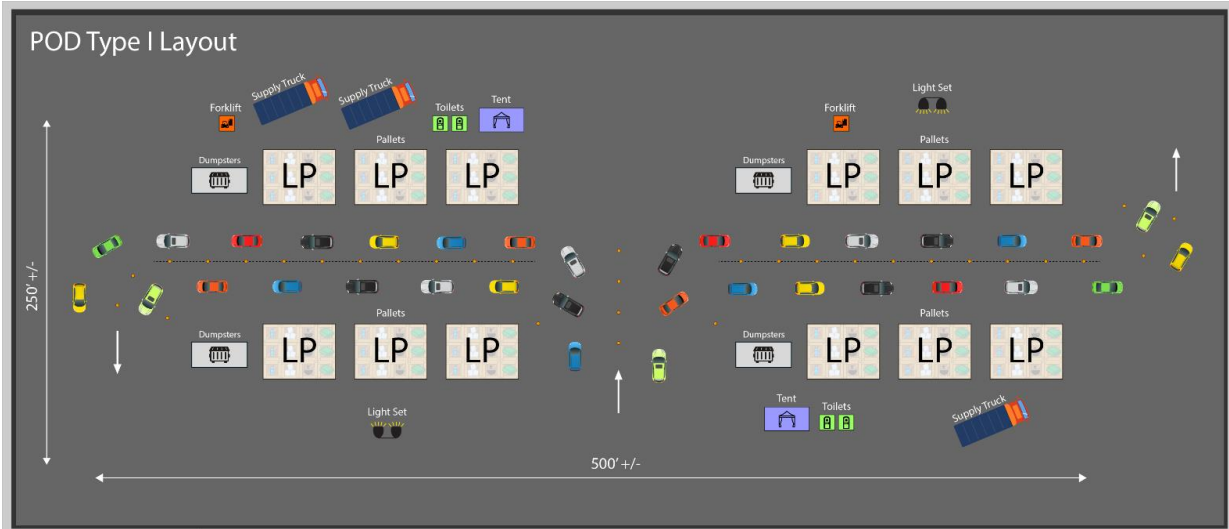 POD Type I Layout
Supply Truck
Supply Truck
Light Set
Forklift
Toilets
Tent
Forklift
Pallets
Pallets
Dumpsters
LP
LP
LP
Dumpsters
LP
LP
LP
250' +/-
Pallets
Pallets
Dumpsters
LP
LP
LP
Dumpsters
LP
LP
LP
Tent
Toilets
Supply Truck
Light Set
500' +/-